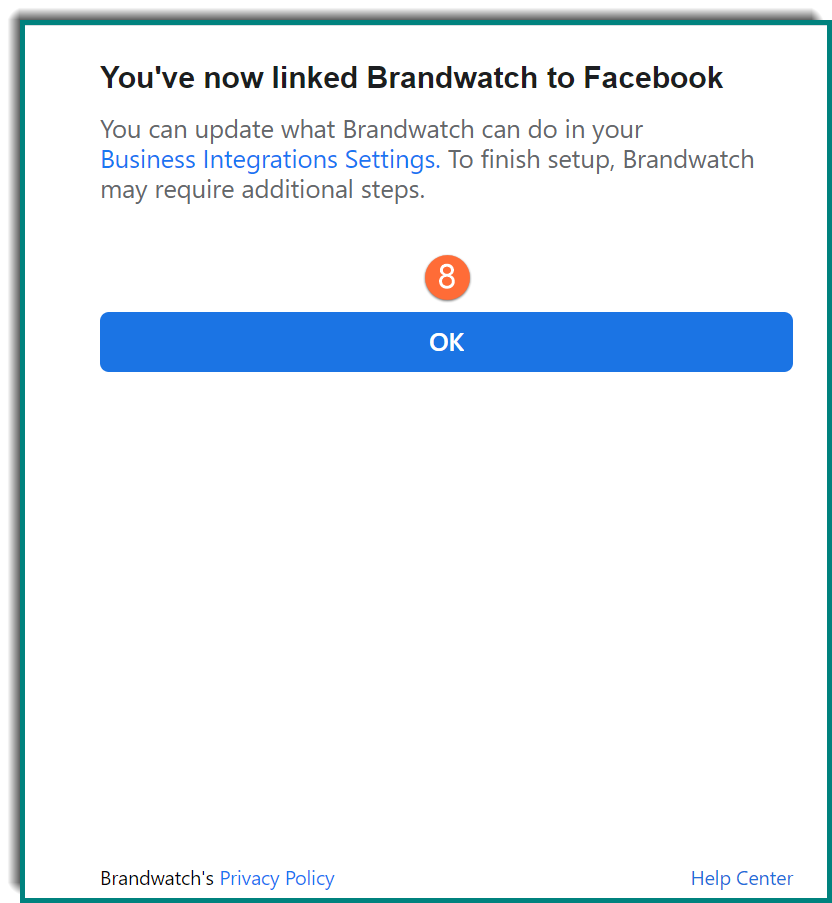 You've now linked Brandwatch to Facebook
You can update what Brandwatch can do in your
Business Integrations Settings. To finish setup, Brandwatch
may require additional steps.
8
OK
Brandwatch's Privacy Policy Help Center